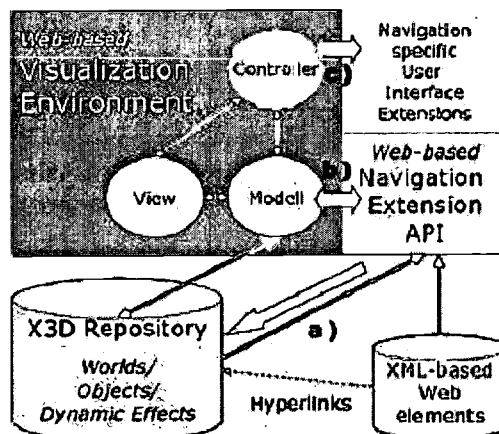 Web-based
Visualization
Environment
Controller
c)
Navigation
specific
User
Interface
Extensions
View
Modell
b)
Web-based
Navigation
Extension
API
X3D Repository
Worlds/
Objects/
Dynamic Effects
a)
Hyperlinks
XML-based
Web
elements